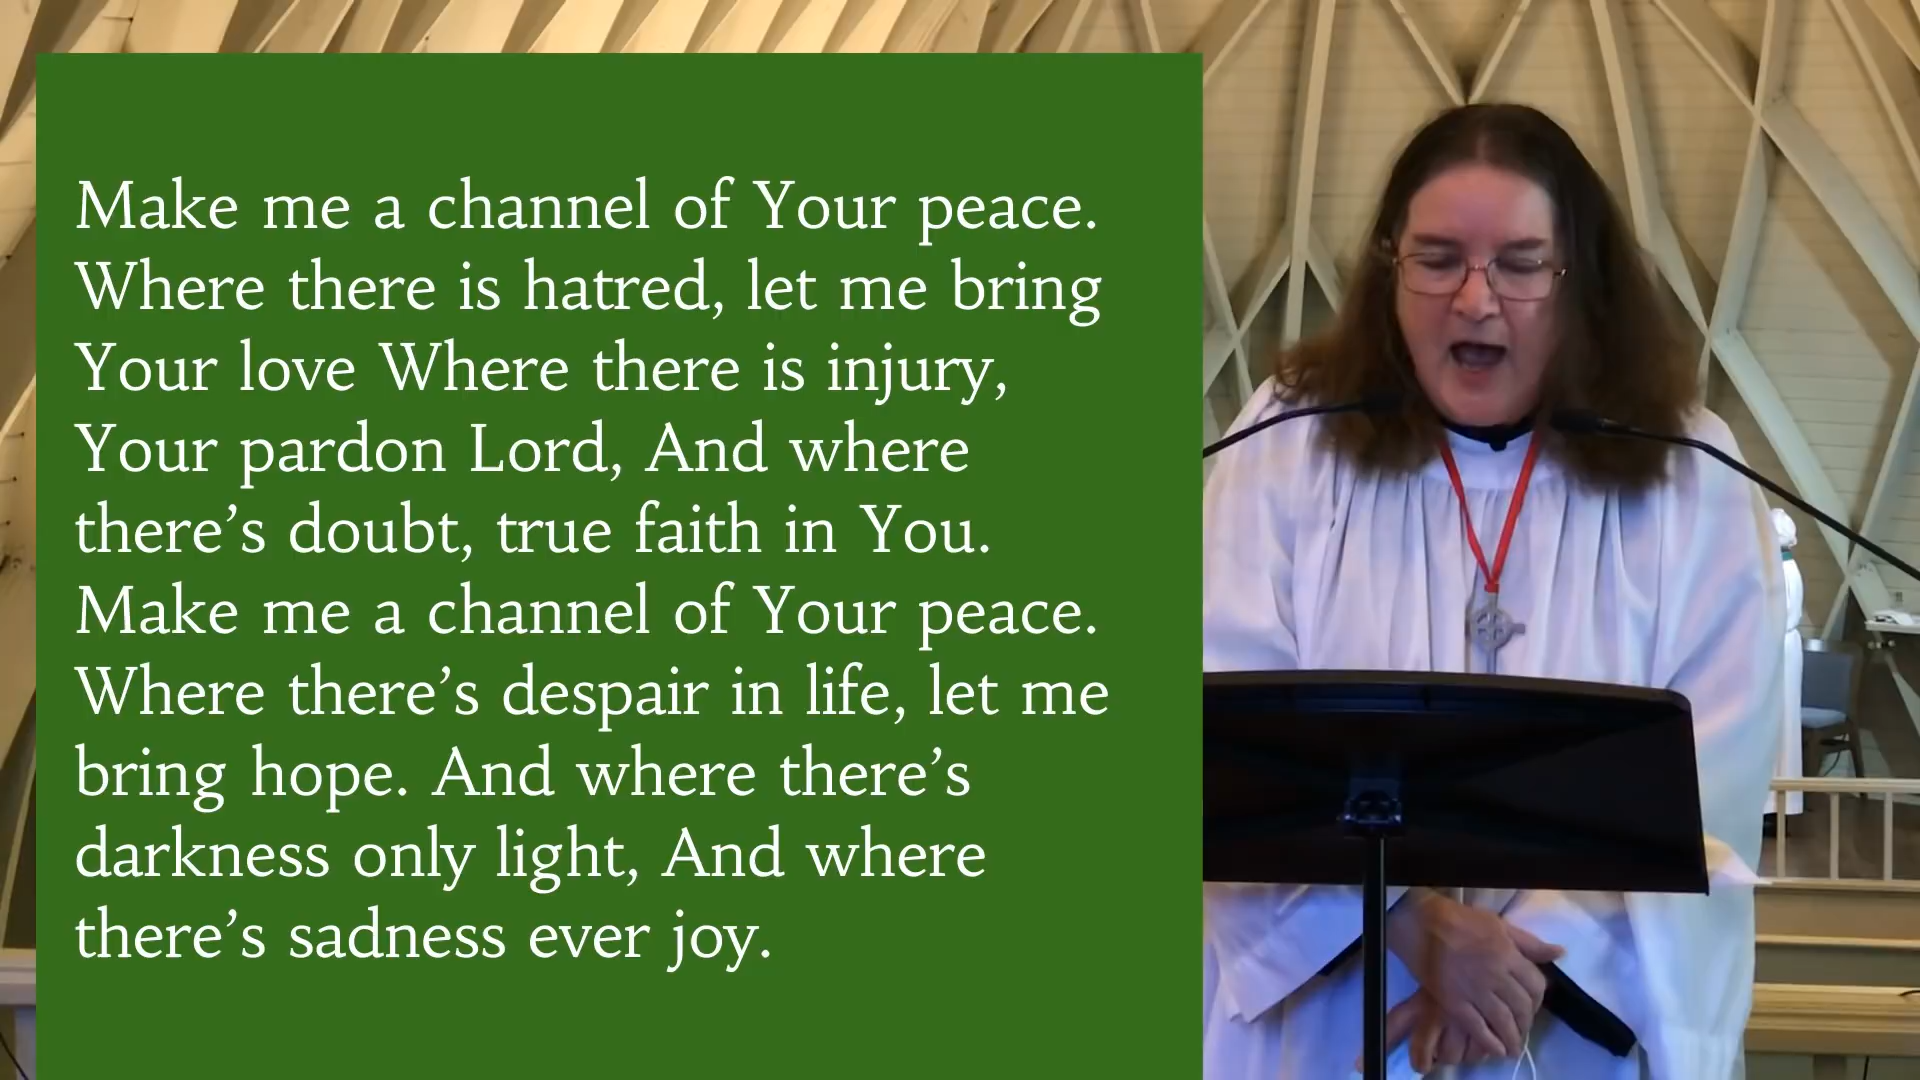 Make me a channel of Your peace.
Where there is hatred, let me bring
Your love Where there is injury,
Your pardon Lord, And where
there’s doubt, true faith in You.
Make me a channel of Your peace.
Where there’s despair in life, let me
bring hope. And where there’s
darkness only light, And where
there’s sadness ever joy.